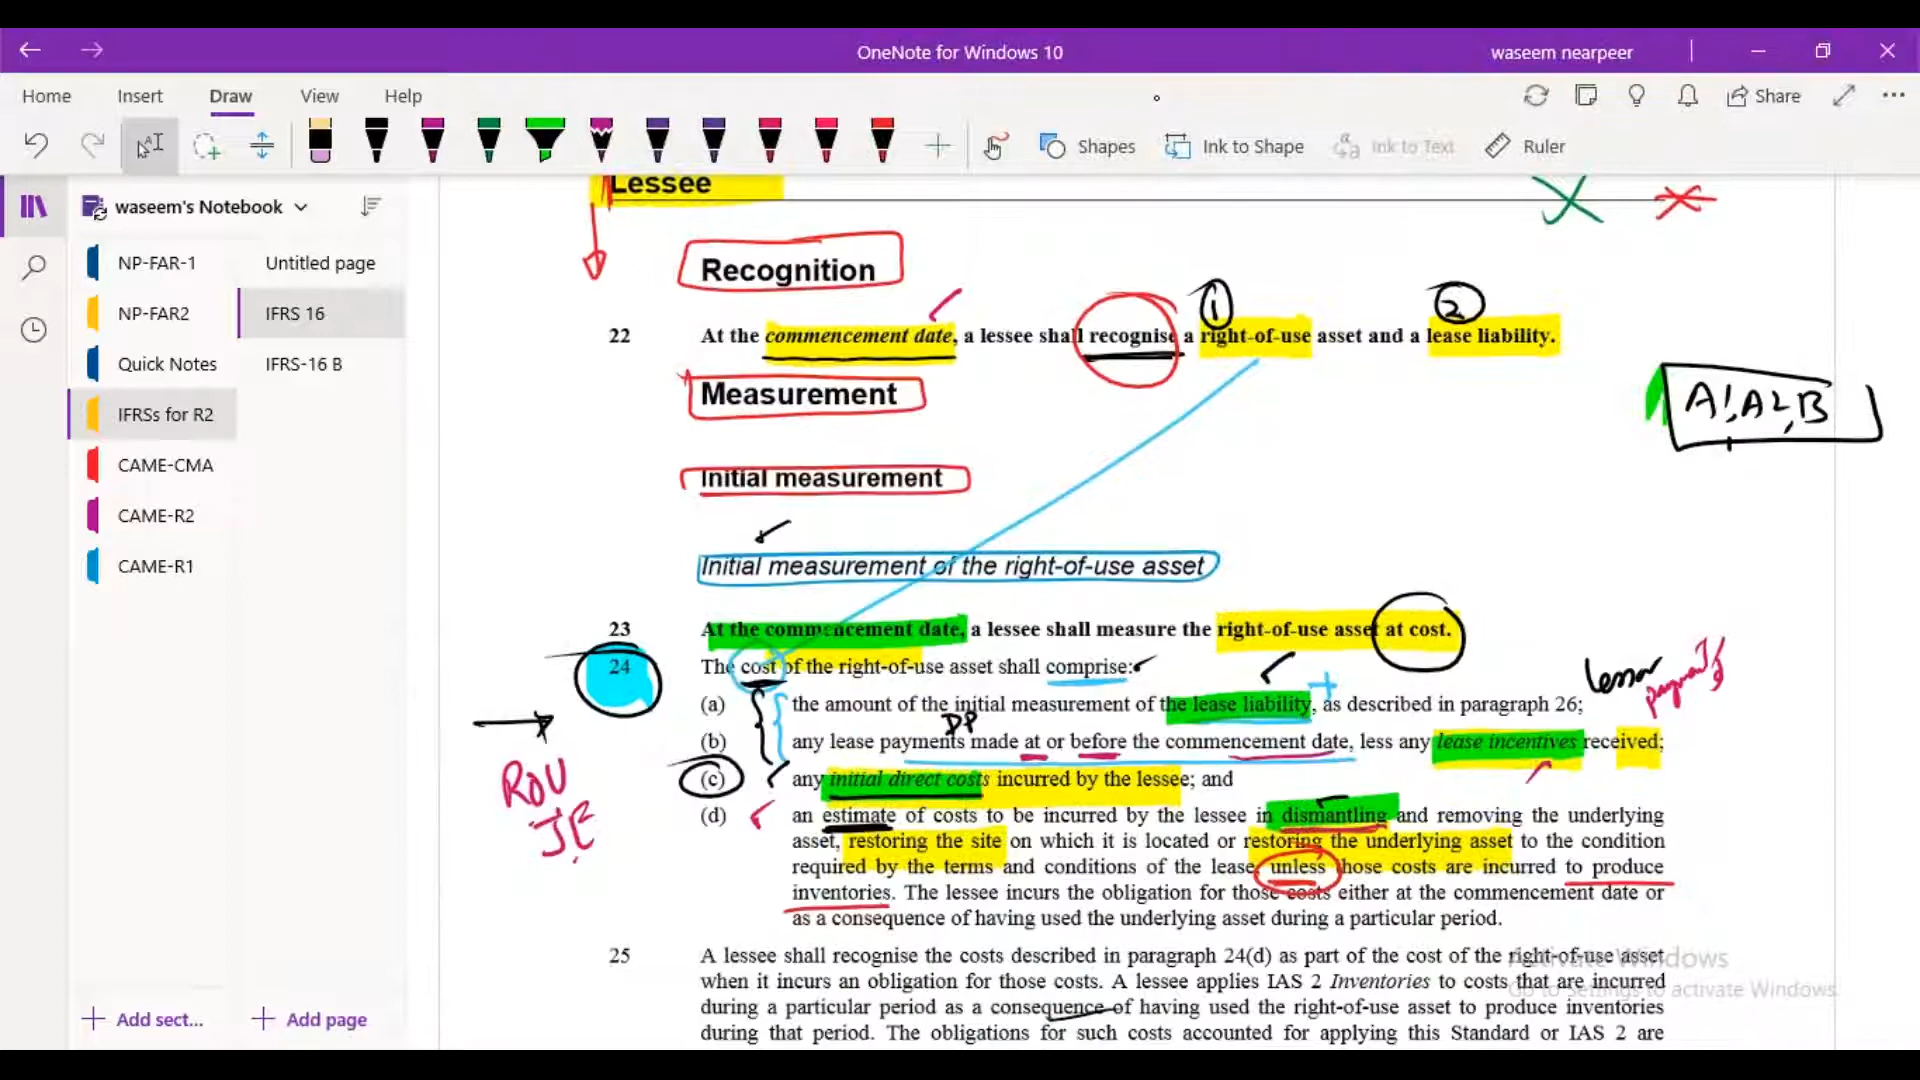 OneNote for Windows 10
waseem nearpeer
Home Insert Draw View Help
Share
Shapes
Ink to Shape
Ink to Text
Ruler
waseem's Notebook
NP-FAR-1
NP-FAR2
Quick Notes
IFRSs for R2
CAME-CMA
CAME-R2
CAME-R1
Untitled page
IFRS 16
IFRS-16 B
Add sect...
Add page
Lessee
Recognition
1 2
22 At the commencement date, a lessee shall recognise a right-of-use asset and a lease liability.
Measurement
A1, A2, B
Initial measurement
Initial measurement of the right-of-use asset
23 At the commencement date, a lessee shall measure the right-of-use asset at cost.
24 The cost of the right-of-use asset shall comprise:
lessor
payments
(a) the amount of the initial measurement of the lease liability, as described in paragraph 26;
DP
(b) any lease payments made at or before the commencement date, less any lease incentives received;
(c) any initial direct costs incurred by the lessee; and
ROU
JE
(d) an estimate of costs to be incurred by the lessee in dismantling and removing the underlying
asset, restoring the site on which it is located or restoring the underlying asset to the condition
required by the terms and conditions of the lease, unless those costs are incurred to produce
inventories. The lessee incurs the obligation for those costs either at the commencement date or
as a consequence of having used the underlying asset during a particular period.
25 A lessee shall recognise the costs described in paragraph 24(d) as part of the cost of the right-of-use asset
when it incurs an obligation for those costs. A lessee applies IAS 2 Inventories to costs that are incurred
during a particular period as a consequence of having used the right-of-use asset to produce inventories
during that period. The obligations for such costs accounted for applying this Standard or IAS 2 are
Activate Windows
Go to Settings to activate Windows.